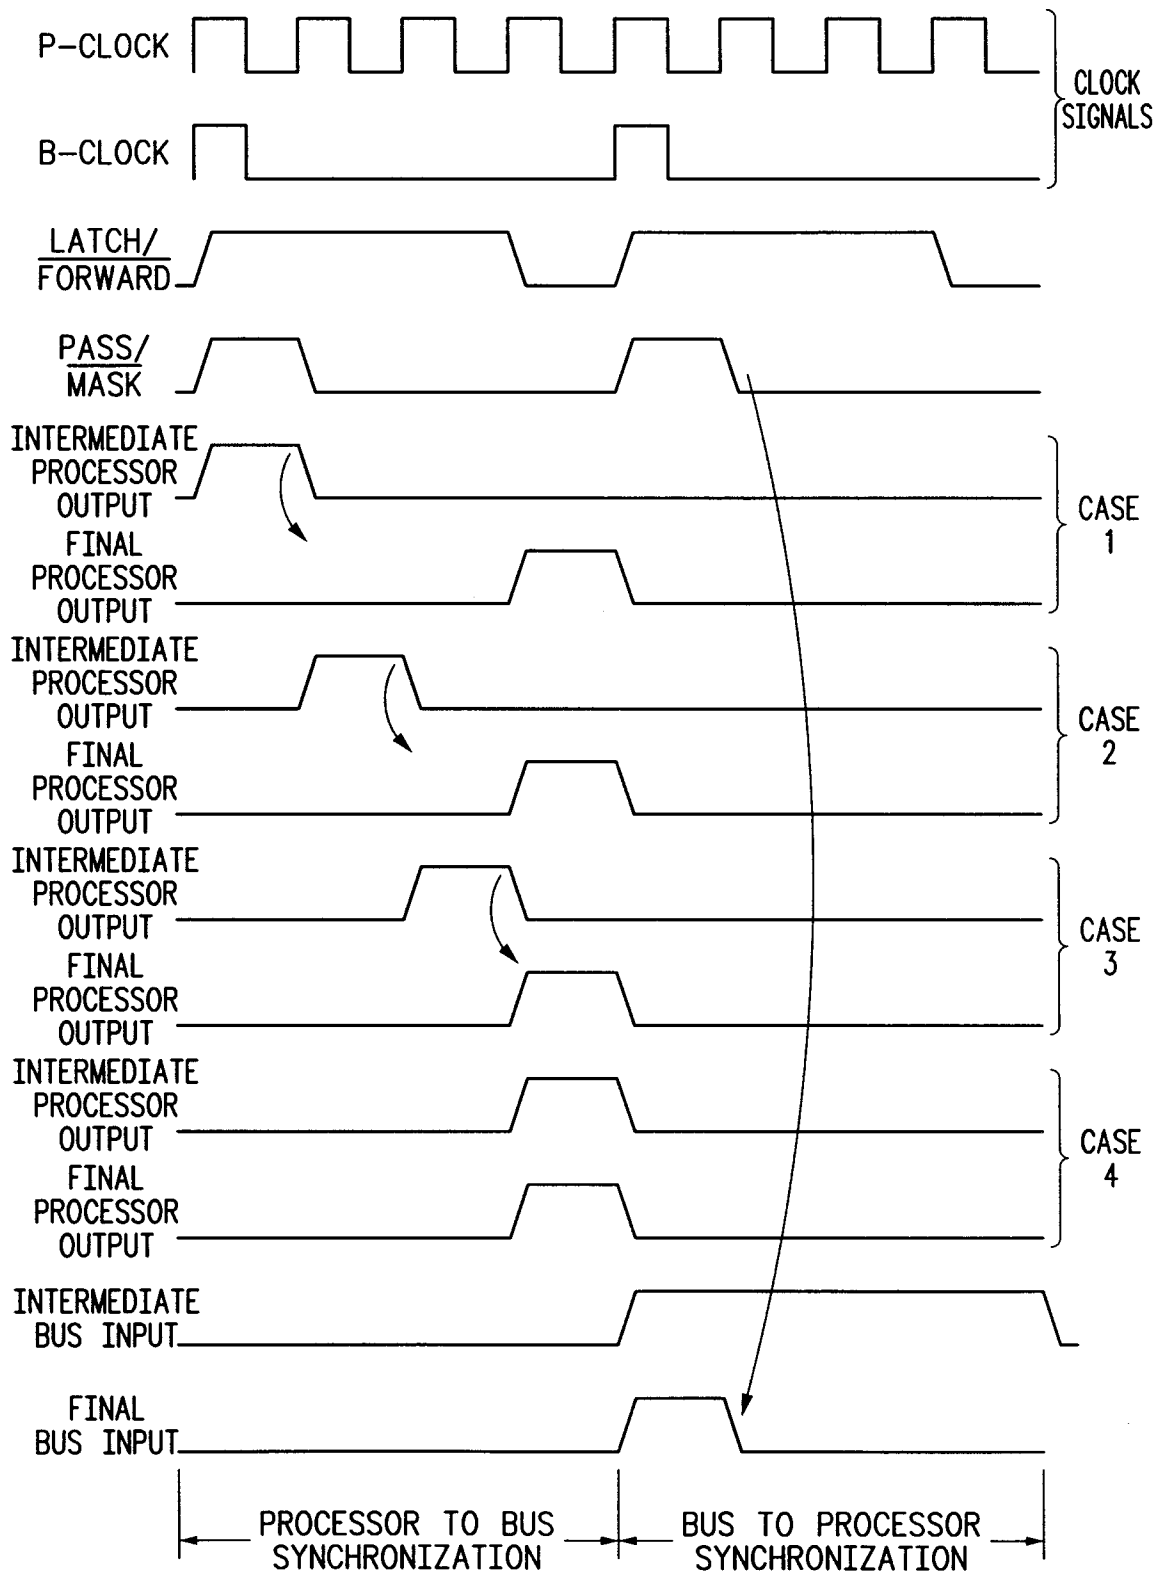 P-CLOCK
B-CLOCK
CLOCK
SIGNALS
LATCH/
FORWARD
PASS/
MASK
INTERMEDIATE
PROCESSOR
OUTPUT
FINAL
PROCESSOR
OUTPUT
CASE
1
INTERMEDIATE
PROCESSOR
OUTPUT
FINAL
PROCESSOR
OUTPUT
CASE
2
INTERMEDIATE
PROCESSOR
OUTPUT
FINAL
PROCESSOR
OUTPUT
CASE
3
INTERMEDIATE
PROCESSOR
OUTPUT
FINAL
PROCESSOR
OUTPUT
CASE
4
INTERMEDIATE
BUS INPUT
FINAL
BUS INPUT
PROCESSOR TO BUS
SYNCHRONIZATION
BUS TO PROCESSOR
SYNCHRONIZATION